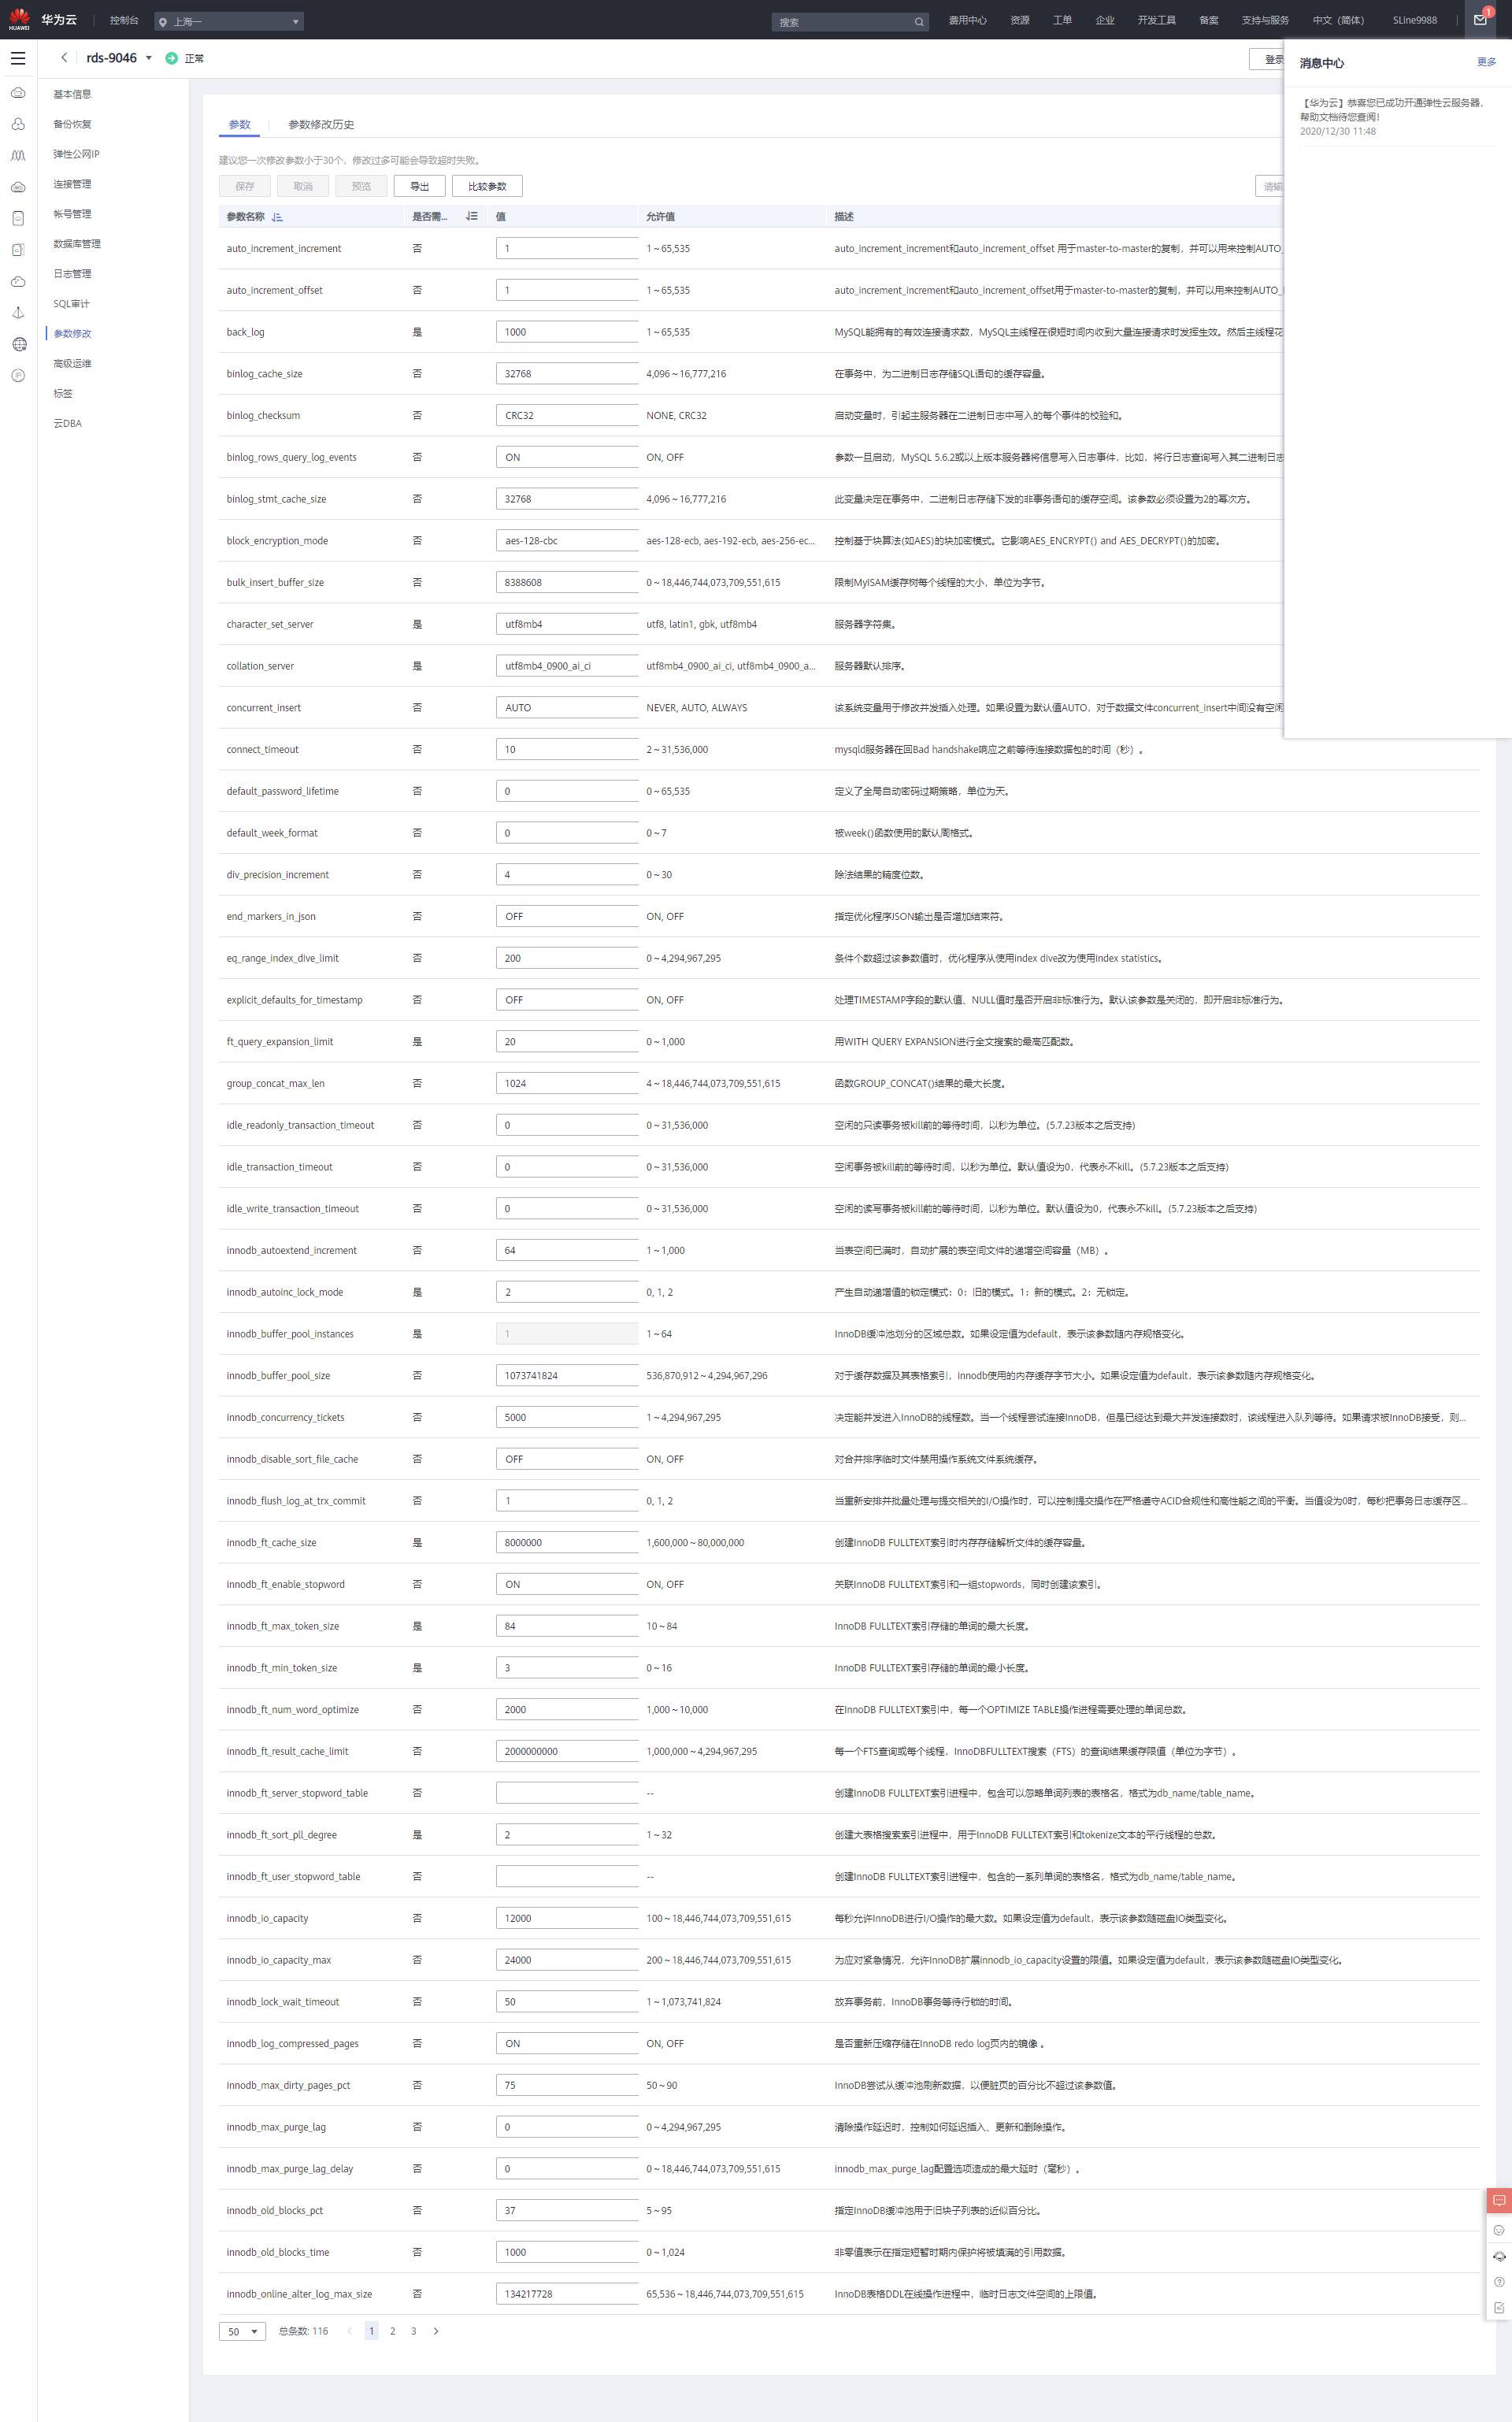 HUAWEI 华为云 控制台 上海一 搜索 费用中心 资源 工单 企业 开发工具 备案 支持与服务 中文（简体） SLine9988 1
rds-9046 正常 登录
消息中心 更多
【华为云】恭喜您已成功开通弹性云服务器，
帮助文档待您查阅！
2020/12/30 11:48
基本信息
备份恢复
弹性公网IP
连接管理
帐号管理
数据库管理
日志管理
SQL审计
参数修改
高级运维
标签
云DBA
参数 参数修改历史
建议您一次修改参数小于30个，修改过多可能会导致超时失败。
保存 取消 预览 导出 比较参数 请输
参数名称 是否需... 值 允许值 描述
auto_increment_increment 否 1 1 ~ 65,535 auto_increment_increment和auto_increment_offset 用于master-to-master的复制，并可以用来控制AUTO_
auto_increment_offset 否 1 1 ~ 65,535 auto_increment_increment和auto_increment_offset用于master-to-master的复制，并可以用来控制AUTO_
back_log 是 1000 1 ~ 65,535 MySQL能拥有的有效连接请求数，MySQL主线程在很短时间内收到大量连接请求时发挥生效。然后主线程花
binlog_cache_size 否 32768 4,096 ~ 16,777,216 在事务中，为二进制日志存储SQL语句的缓存容量。
binlog_checksum 否 CRC32 NONE, CRC32 启动变量时，引起主服务器在二进制日志中写入的每个事件的校验和。
binlog_rows_query_log_events 否 ON ON, OFF 参数一旦启动，MySQL 5.6.2或以上版本服务器将信息写入日志事件，比如，将行日志查询写入其二进制日志
binlog_stmt_cache_size 否 32768 4,096 ~ 16,777,216 此变量决定在事务中，二进制日志存储下发的非事务语句的缓存空间。该参数必须设置为2的幂次方。
block_encryption_mode 否 aes-128-cbc aes-128-ecb, aes-192-ecb, aes-256-ec... 控制基于块算法(如AES)的块加密模式。它影响AES_ENCRYPT() and AES_DECRYPT()的加密。
bulk_insert_buffer_size 否 8388608 0 ~ 18,446,744,073,709,551,615 限制MyISAM缓存树每个线程的大小，单位为字节。
character_set_server 是 utf8mb4 utf8, latin1, gbk, utf8mb4 服务器字符集。
collation_server 是 utf8mb4_0900_ai_ci utf8mb4_0900_ai_ci, utf8mb4_0900_a... 服务器默认排序。
concurrent_insert 否 AUTO NEVER, AUTO, ALWAYS 该系统变量用于修改并发插入处理。如果设置为默认值AUTO，对于数据文件concurrent_insert中间没有空闲
connect_timeout 否 10 2 ~ 31,536,000 mysqld服务器在回Bad handshake响应之前等待连接数据包的时间（秒）。
default_password_lifetime 否 0 0 ~ 65,535 定义了全局自动密码过期策略，单位为天。
default_week_format 否 0 0 ~ 7 被week()函数使用的默认周格式。
div_precision_increment 否 4 0 ~ 30 除法结果的精度位数。
end_markers_in_json 否 OFF ON, OFF 指定优化程序JSON输出是否增加结束符。
eq_range_index_dive_limit 否 200 0 ~ 4,294,967,295 条件个数超过该参数值时，优化程序从使用index dive改为使用index statistics。
explicit_defaults_for_timestamp 否 OFF ON, OFF 处理TIMESTAMP字段的默认值、NULL值时是否开启非标准行为。默认该参数是关闭的，即开启非标准行为。
ft_query_expansion_limit 是 20 0 ~ 1,000 用WITH QUERY EXPANSION进行全文搜索的最高匹配数。
group_concat_max_len 否 1024 4 ~ 18,446,744,073,709,551,615 函数GROUP_CONCAT()结果的最大长度。
idle_readonly_transaction_timeout 否 0 0 ~ 31,536,000 空闲的只读事务被kill前的等待时间，以秒为单位。(5.7.23版本之后支持)
idle_transaction_timeout 否 0 0 ~ 31,536,000 空闲事务被kill前的等待时间，以秒为单位。默认值设为0，代表永不kill。(5.7.23版本之后支持)
idle_write_transaction_timeout 否 0 0 ~ 31,536,000 空闲的读写事务被kill前的等待时间，以秒为单位。默认值设为0，代表永不kill。(5.7.23版本之后支持)
innodb_autoextend_increment 否 64 1 ~ 1,000 当表空间已满时，自动扩展的表空间文件的递增空间容量（MB）。
innodb_autoinc_lock_mode 是 2 0, 1, 2 产生自动递增值的锁定模式：0：旧的模式。1：新的模式。2：无锁定。
innodb_buffer_pool_instances 是 1 1 ~ 64 InnoDB缓冲池划分的区域总数。如果设定值为default，表示该参数随内存规格变化。
innodb_buffer_pool_size 否 1073741824 536,870,912 ~ 4,294,967,296 对于缓存数据及其表格索引，innodb使用的内存缓存字节大小。如果设定值为default，表示该参数随内存规格变化。
innodb_concurrency_tickets 否 5000 1 ~ 4,294,967,295 决定能并发进入InnoDB的线程数。当一个线程尝试连接InnoDB，但是已经达到最大并发连接数时，该线程进入队列等待。如果请求被InnoDB接受，则...
innodb_disable_sort_file_cache 否 OFF ON, OFF 对合并排序临时文件禁用操作系统文件系统缓存。
innodb_flush_log_at_trx_commit 否 1 0, 1, 2 当重新安排并批量处理与提交相关的I/O操作时，可以控制提交操作在严格遵守ACID合规性和高性能之间的平衡。当值设为0时，每秒把事务日志缓存区...
innodb_ft_cache_size 是 8000000 1,600,000 ~ 80,000,000 创建InnoDB FULLTEXT索引时内存存储解析文件的缓存容量。
innodb_ft_enable_stopword 否 ON ON, OFF 关联InnoDB FULLTEXT索引和一组stopwords，同时创建该索引。
innodb_ft_max_token_size 是 84 10 ~ 84 InnoDB FULLTEXT索引存储的单词的最大长度。
innodb_ft_min_token_size 是 3 0 ~ 16 InnoDB FULLTEXT索引存储的单词的最小长度。
innodb_ft_num_word_optimize 否 2000 1,000 ~ 10,000 在InnoDB FULLTEXT索引中，每一个OPTIMIZE TABLE操作进程需要处理的单词总数。
innodb_ft_result_cache_limit 否 2000000000 1,000,000 ~ 4,294,967,295 每一个FTS查询或每个线程，InnoDBFULLTEXT搜索（FTS）的查询结果缓存限值（单位为字节）。
innodb_ft_server_stopword_table 否 -- 创建InnoDB FULLTEXT索引进程中，包含可以忽略单词列表的表格名，格式为db_name/table_name。
innodb_ft_sort_pll_degree 是 2 1 ~ 32 创建大表格搜索索引进程中，用于InnoDB FULLTEXT索引和tokenize文本的平行线程的总数。
innodb_ft_user_stopword_table 否 -- 创建InnoDB FULLTEXT索引进程中，包含的一系列单词的表格名，格式为db_name/table_name。
innodb_io_capacity 否 12000 100 ~ 18,446,744,073,709,551,615 每秒允许InnoDB进行I/O操作的最大数。如果设定值为default，表示该参数随磁盘IO类型变化。
innodb_io_capacity_max 否 24000 200 ~ 18,446,744,073,709,551,615 为应对紧急情况，允许InnoDB扩展innodb_io_capacity设置的限值。如果设定值为default，表示该参数随磁盘IO类型变化。
innodb_lock_wait_timeout 否 50 1 ~ 1,073,741,824 放弃事务前，InnoDB事务等待行锁的时间。
innodb_log_compressed_pages 否 ON ON, OFF 是否重新压缩存储在InnoDB redo log页内的镜像 。
innodb_max_dirty_pages_pct 否 75 50 ~ 90 InnoDB尝试从缓冲池刷新数据，以便脏页的百分比不超过该参数值。
innodb_max_purge_lag 否 0 0 ~ 4,294,967,295 清除操作延迟时，控制如何延迟插入、更新和删除操作。
innodb_max_purge_lag_delay 否 0 0 ~ 18,446,744,073,709,551,615 innodb_max_purge_lag配置选项造成的最大延时（毫秒）。
innodb_old_blocks_pct 否 37 5 ~ 95 指定InnoDB缓冲池用于旧块子列表的近似百分比。
innodb_old_blocks_time 否 1000 0 ~ 1,024 非零值表示在指定短暂时期内保护将被填满的引用数据。
innodb_online_alter_log_max_size 否 134217728 65,536 ~ 18,446,744,073,709,551,615 InnoDB表格DDL在线操作进程中，临时日志文件空间的上限值。
50 总条数: 116 1 2 3